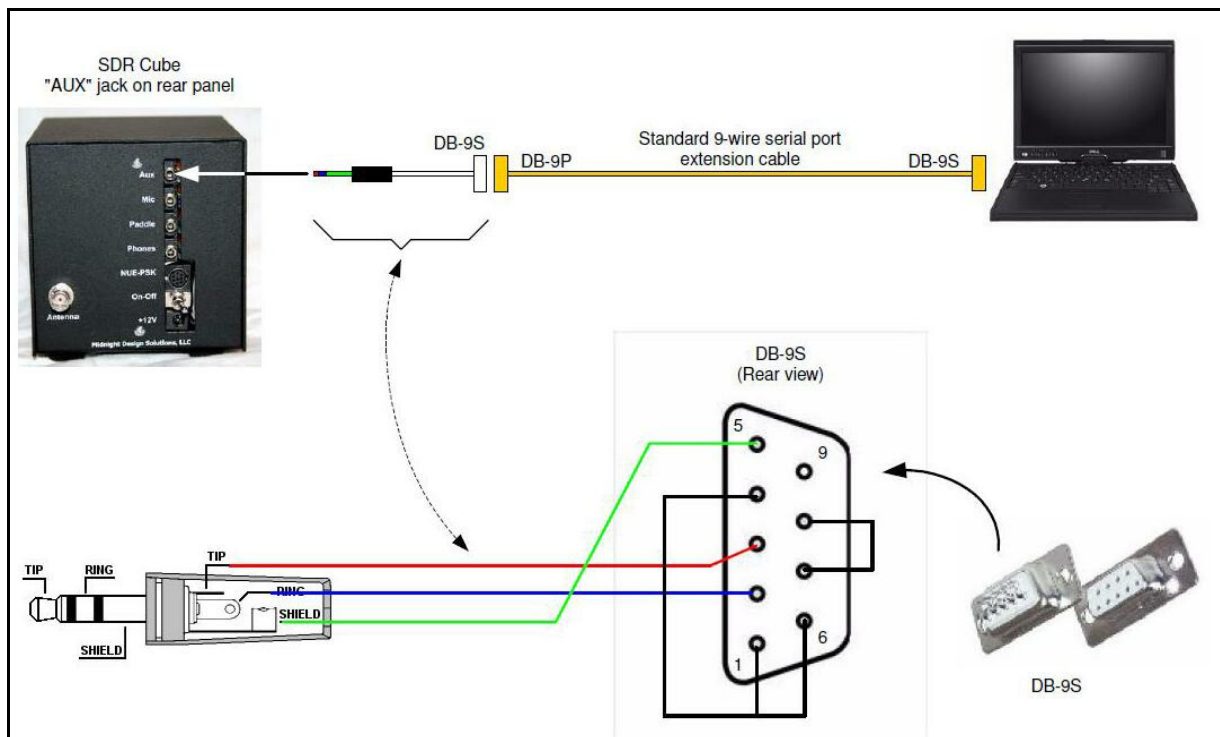 SDR Cube
"AUX" jack on rear panel
Aux
Mic
Paddle
Phones
NUE-PSK
On-Off
+12V
Antenna
Midnight Design Solutions, LLC
DB-9S
DB-9P
Standard 9-wire serial port
extension cable
DB-9S
DELL
DB-9S
(Rear view)
5
9
6
1
TIP
RING
SHIELD
TIP
RING
SHIELD
DB-9S